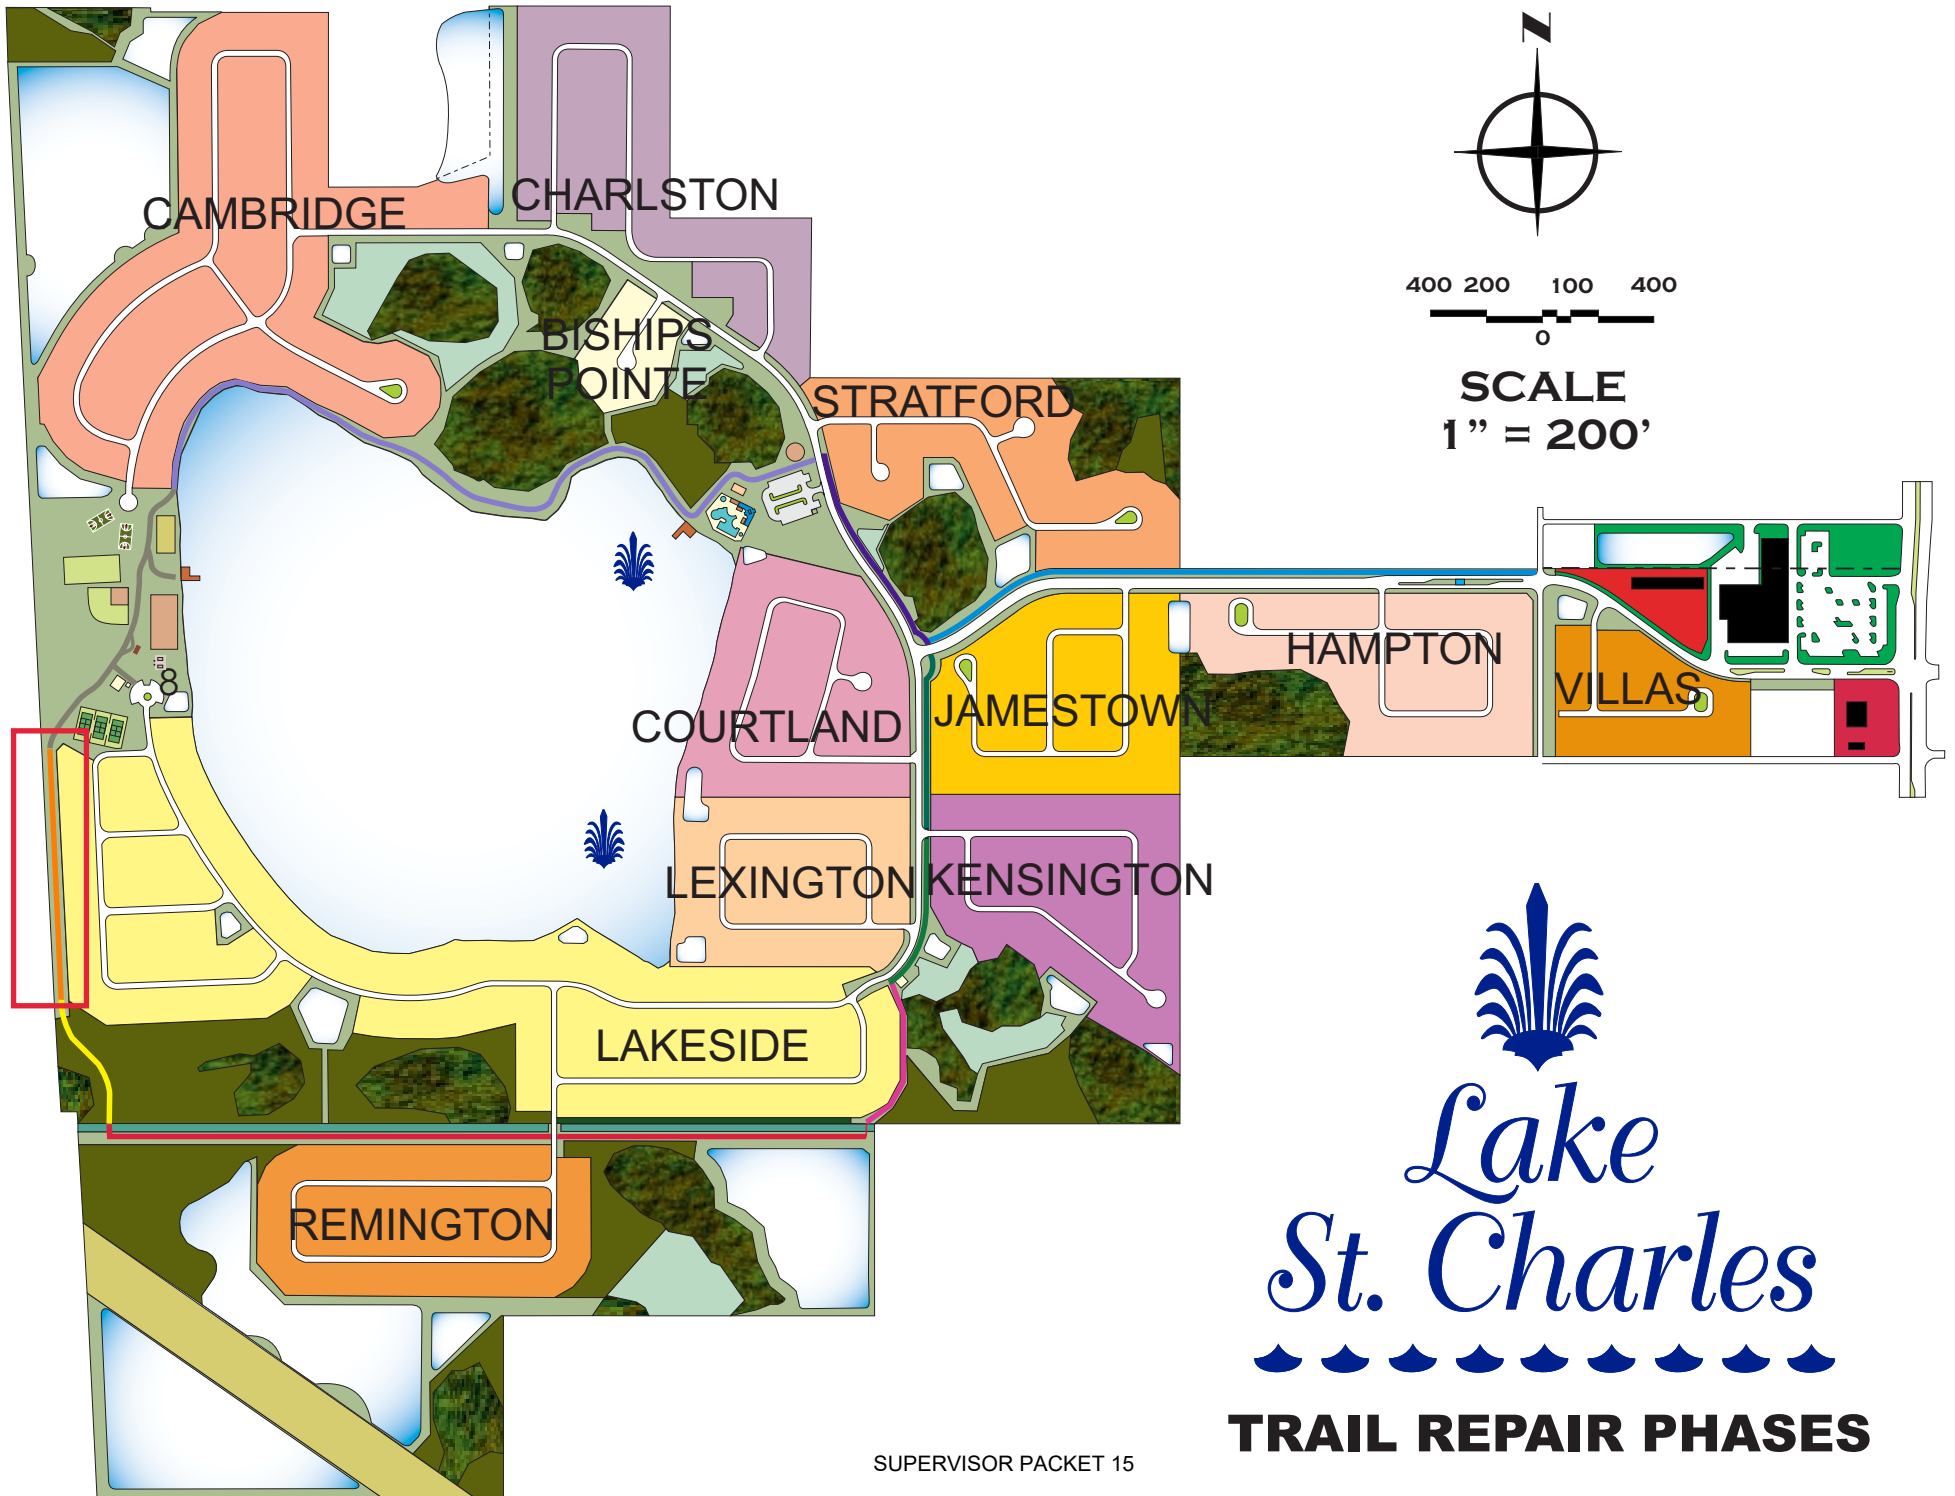 N
CHARLSTON
CAMBRIDGE
400 200 100 400
0
BISHIPS
POINTE
SCALE
1” = 200’
STRATFORD
HAMPTON
8
VILLAS
JAMESTOWN
COURTLAND
LEXINGTON
KENSINGTON
LAKESIDE
REMINGTON
Lake
St. Charles
TRAIL REPAIR PHASES
SUPERVISOR PACKET 15